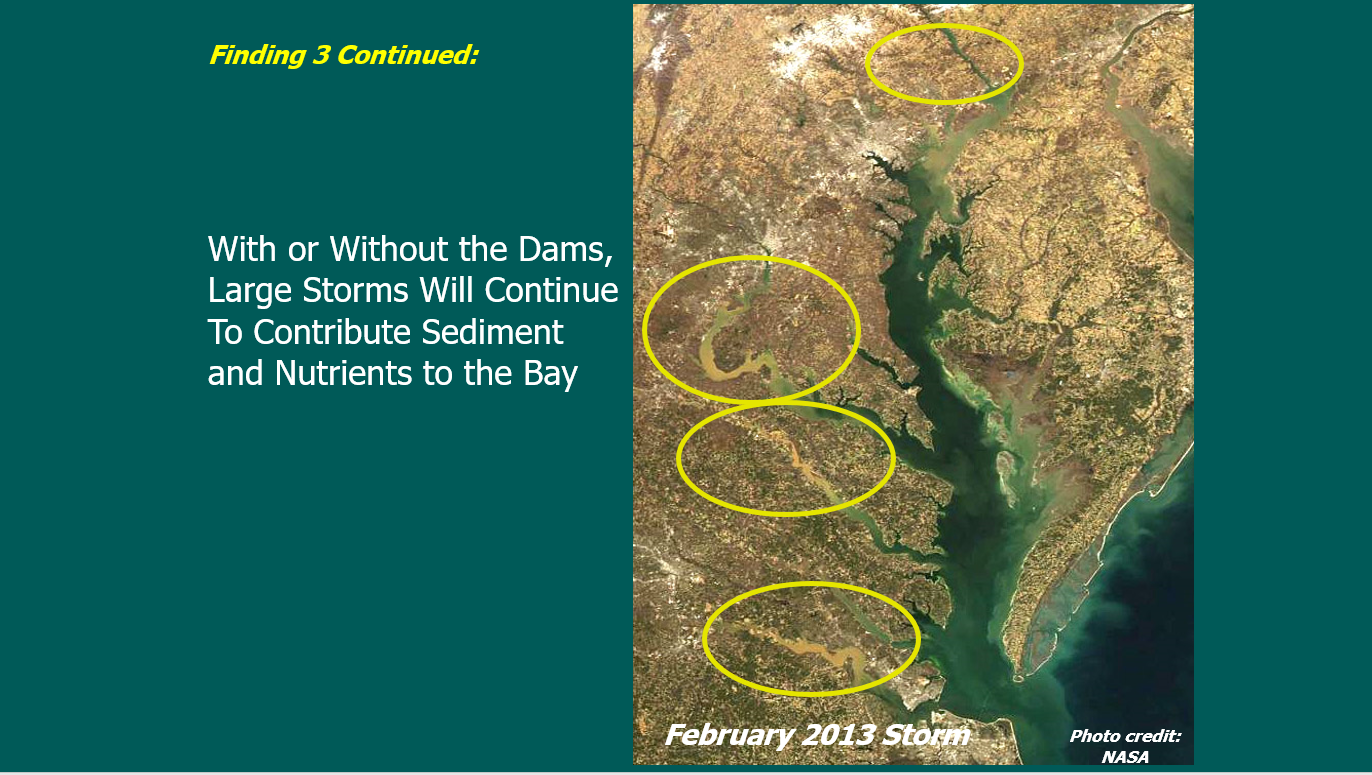 Finding 3 Continued:
With or Without the Dams,
Large Storms Will Continue
To Contribute Sediment
and Nutrients to the Bay
February 2013 Storm
Photo credit:
NASA